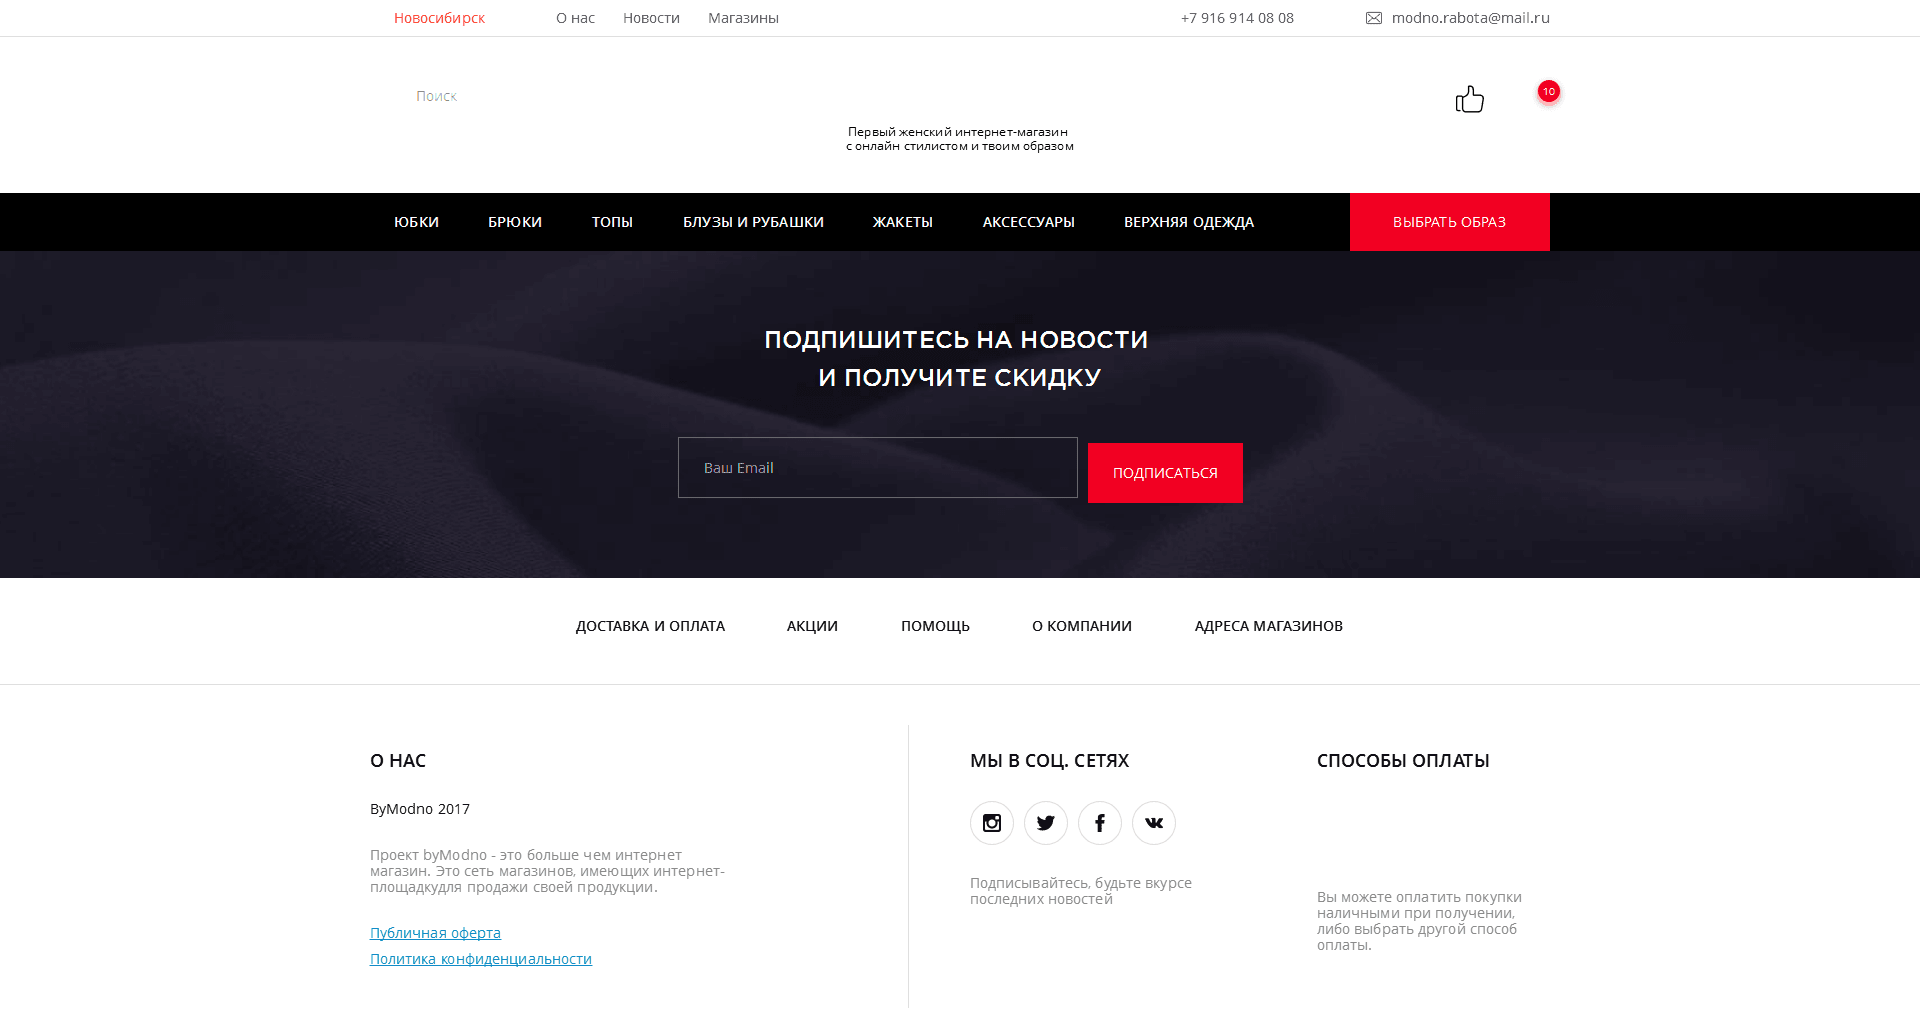 Новосибирск О нас Новости Магазины +7 916 914 08 08 modno.rabota@mail.ru
Поиск
10
Первый женский интернет-магазин
с онлайн стилистом и твоим образом
ЮБКИ БРЮКИ ТОПЫ БЛУЗЫ И РУБАШКИ ЖАКЕТЫ АКСЕССУАРЫ ВЕРХНЯЯ ОДЕЖДА ВЫБРАТЬ ОБРАЗ
ПОДПИШИТЕСЬ НА НОВОСТИ
И ПОЛУЧИТЕ СКИДКУ
Ваш Email ПОДПИСАТЬСЯ
ДОСТАВКА И ОПЛАТА АКЦИИ ПОМОЩЬ О КОМПАНИИ АДРЕСА МАГАЗИНОВ
О НАС
ByModno 2017
Проект byModno - это больше чем интернет
магазин. Это сеть магазинов, имеющих интернет-
площадкудля продажи своей продукции.
Публичная оферта
Политика конфиденциальности
МЫ В СОЦ. СЕТЯХ
Подписывайтесь, будьте вкурсе
последних новостей
СПОСОБЫ ОПЛАТЫ
Вы можете оплатить покупки
наличными при получении,
либо выбрать другой способ
оплаты.